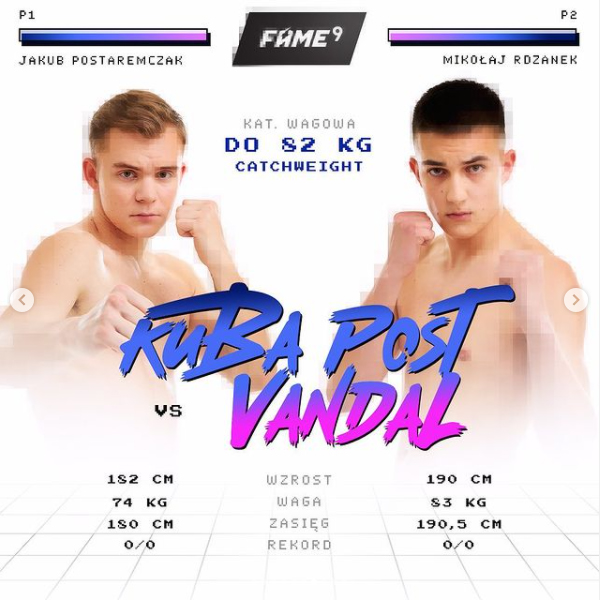 P1
P2
FAME 9
JAKUB POSTAREMCZAK
MIKOŁAJ RDZANEK
KAT. WAGOWA
DO 82 KG
CATCHWEIGHT
KUBA POST
VS
VANDAL
182 CM WZROST 190 CM
74 KG WAGA 83 KG
180 CM ZASIĘG 190,5 CM
0/0 REKORD 0/0